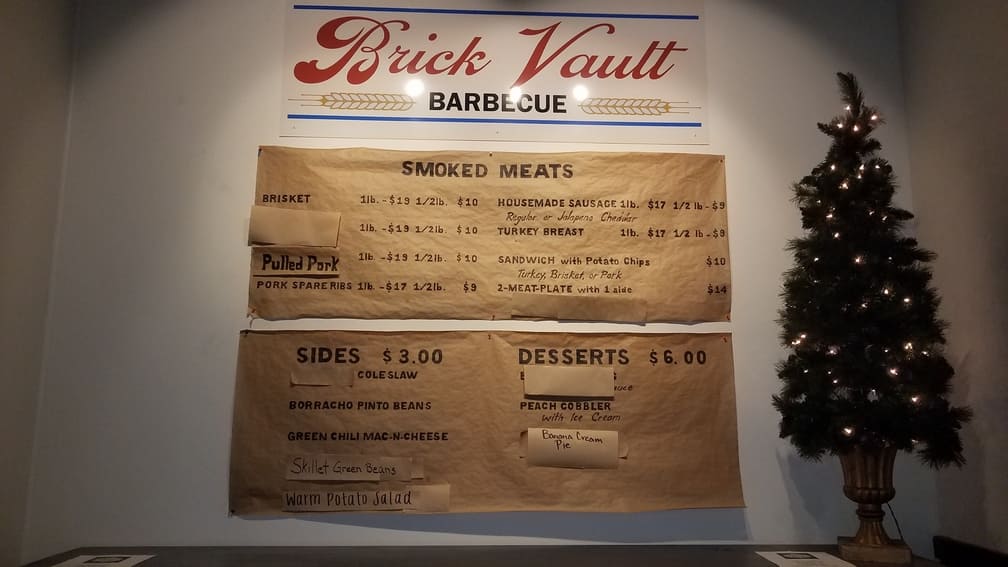 Brick Vault
BARBECUE
SMOKED MEATS
BRISKET 1lb. - $19 1/2lb. $10
1lb. - $19 1/2lb. $10
Pulled Pork 1lb. - $19 1/2lb. $10
PORK SPARE RIBS 1lb. - $17 1/2lb. $9
HOUSEMADE SAUSAGE 1lb. $17 1/2 lb - $9
Regular or Jalapeno Cheddar
TURKEY BREAST 1lb. $17 1/2 lb - $9
SANDWICH with Potato Chips $10
Turkey, Brisket, or Pork
2-MEAT-PLATE with 1 side $14
SIDES $3.00
COLESLAW
BORRACHO PINTO BEANS
GREEN CHILI MAC-N-CHEESE
Skillet Green Beans
Warm Potato Salad
DESSERTS $6.00
PEACH COBBLER
with Ice Cream
Banana Cream
Pie